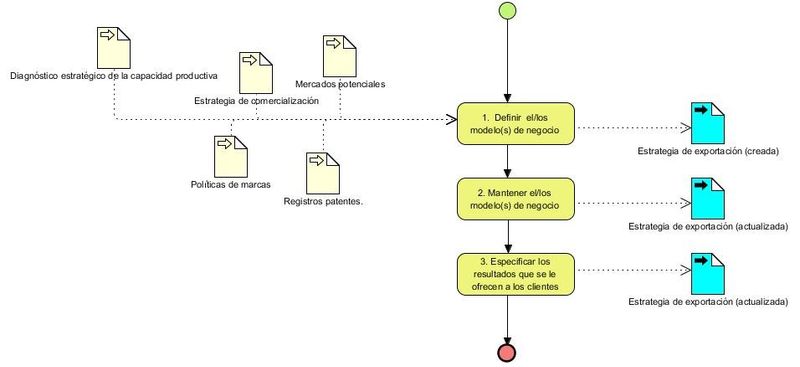 Diagnóstico estratégico de la capacidad productiva
Estrategia de comercialización
Mercados potenciales
Políticas de marcas
Registros patentes.
1. Definir el/los
modelo(s) de negocio
Estrategia de exportación (creada)
2. Mantener el/los
modelo(s) de negocio
Estrategia de exportación (actualizada)
3. Especificar los
resultados que se le
ofrecen a los clientes
Estrategia de exportación (actualizada)